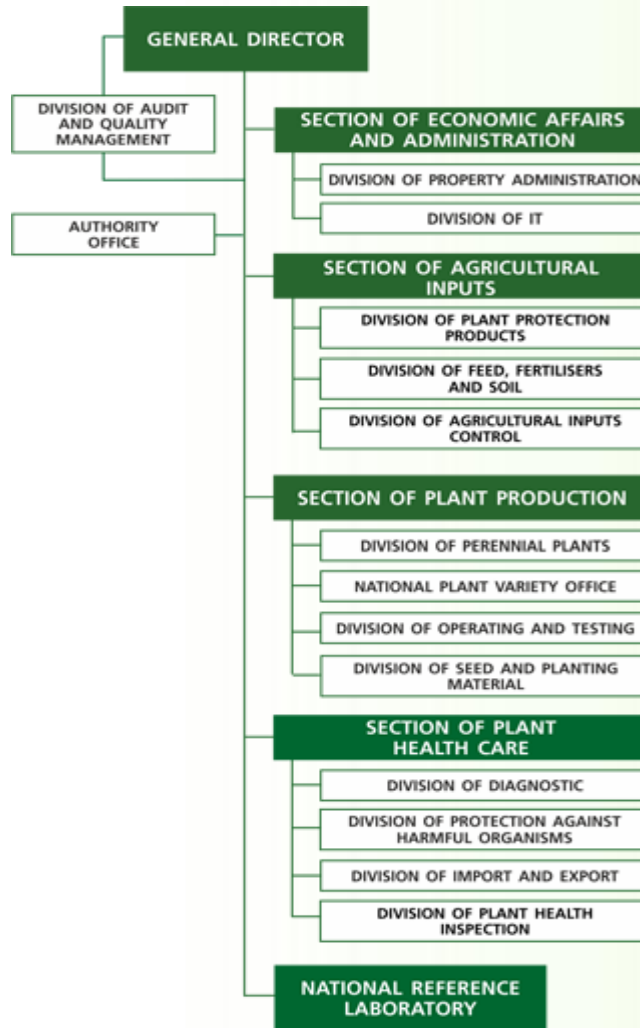 GENERAL DIRECTOR
DIVISION OF AUDIT
AND QUALITY
MANAGEMENT
SECTION OF ECONOMIC AFFAIRS
AND ADMINISTRATION
DIVISION OF PROPERTY ADMINISTRATION
DIVISION OF IT
AUTHORITY
OFFICE
SECTION OF AGRICULTURAL
INPUTS
DIVISION OF PLANT PROTECTION
PRODUCTS
DIVISION OF FEED, FERTILISERS
AND SOIL
DIVISION OF AGRICULTURAL INPUTS
CONTROL
SECTION OF PLANT PRODUCTION
DIVISION OF PERENNIAL PLANTS
NATIONAL PLANT VARIETY OFFICE
DIVISION OF OPERATING AND TESTING
DIVISION OF SEED AND PLANTING
MATERIAL
SECTION OF PLANT
HEALTH CARE
DIVISION OF DIAGNOSTIC
DIVISION OF PROTECTION AGAINST
HARMFUL ORGANISMS
DIVISION OF IMPORT AND EXPORT
DIVISION OF PLANT HEALTH
INSPECTION
NATIONAL REFERENCE
LABORATORY